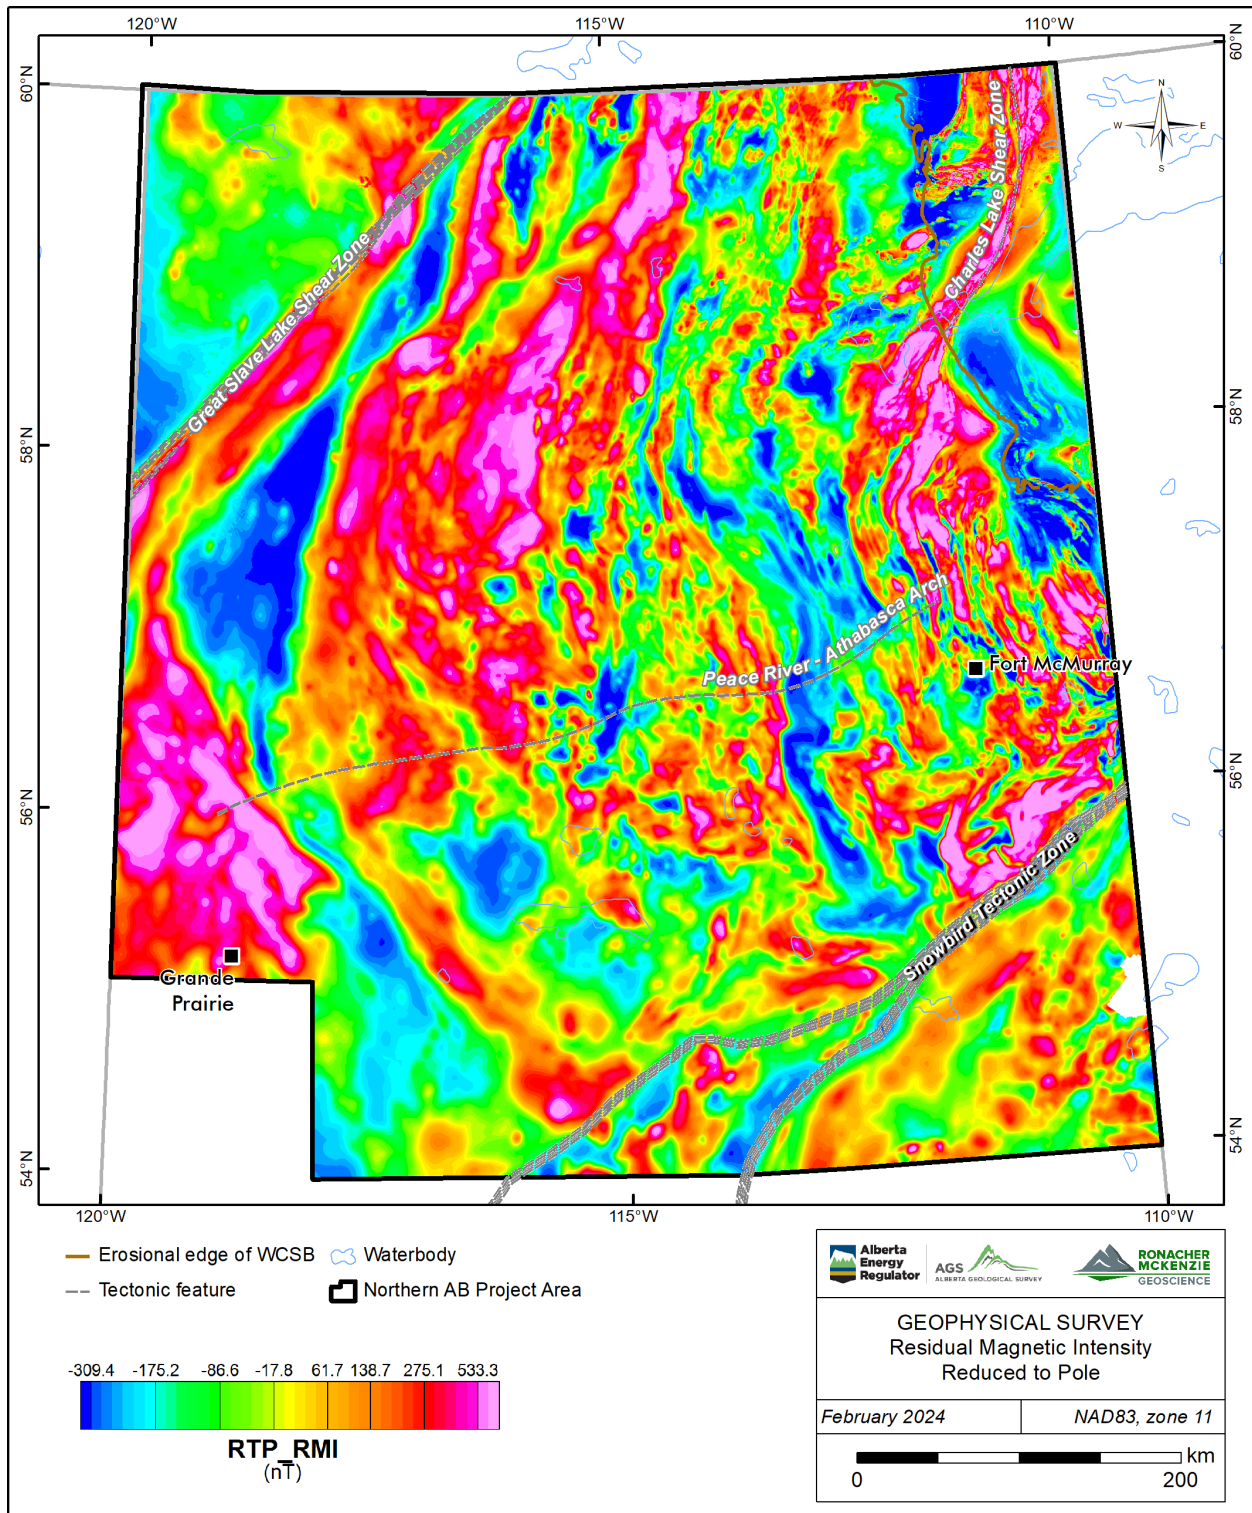 120°W
115°W
110°W
60°N
60°N
N
W
E
S
Great Slave Lake Shear Zone
Charles Lake Shear Zone
58°N
58°N
Peace River - Athabasca Arch
Fort McMurray
56°N
56°N
Snowbird Tectonic Zone
Grande
Prairie
54°N
54°N
120°W
115°W
110°W
Erosional edge of WCSB
Waterbody
Tectonic feature
Northern AB Project Area
-309.4 -175.2 -86.6 -17.8 61.7 138.7 275.1 533.3
RTP_RMI
(nT)
Alberta
Energy
Regulator
AGS
ALBERTA GEOLOGICAL SURVEY
RONACHER
MCKENZIE
GEOSCIENCE
GEOPHYSICAL SURVEY
Residual Magnetic Intensity
Reduced to Pole
February 2024
NAD83, zone 11
km
0
200